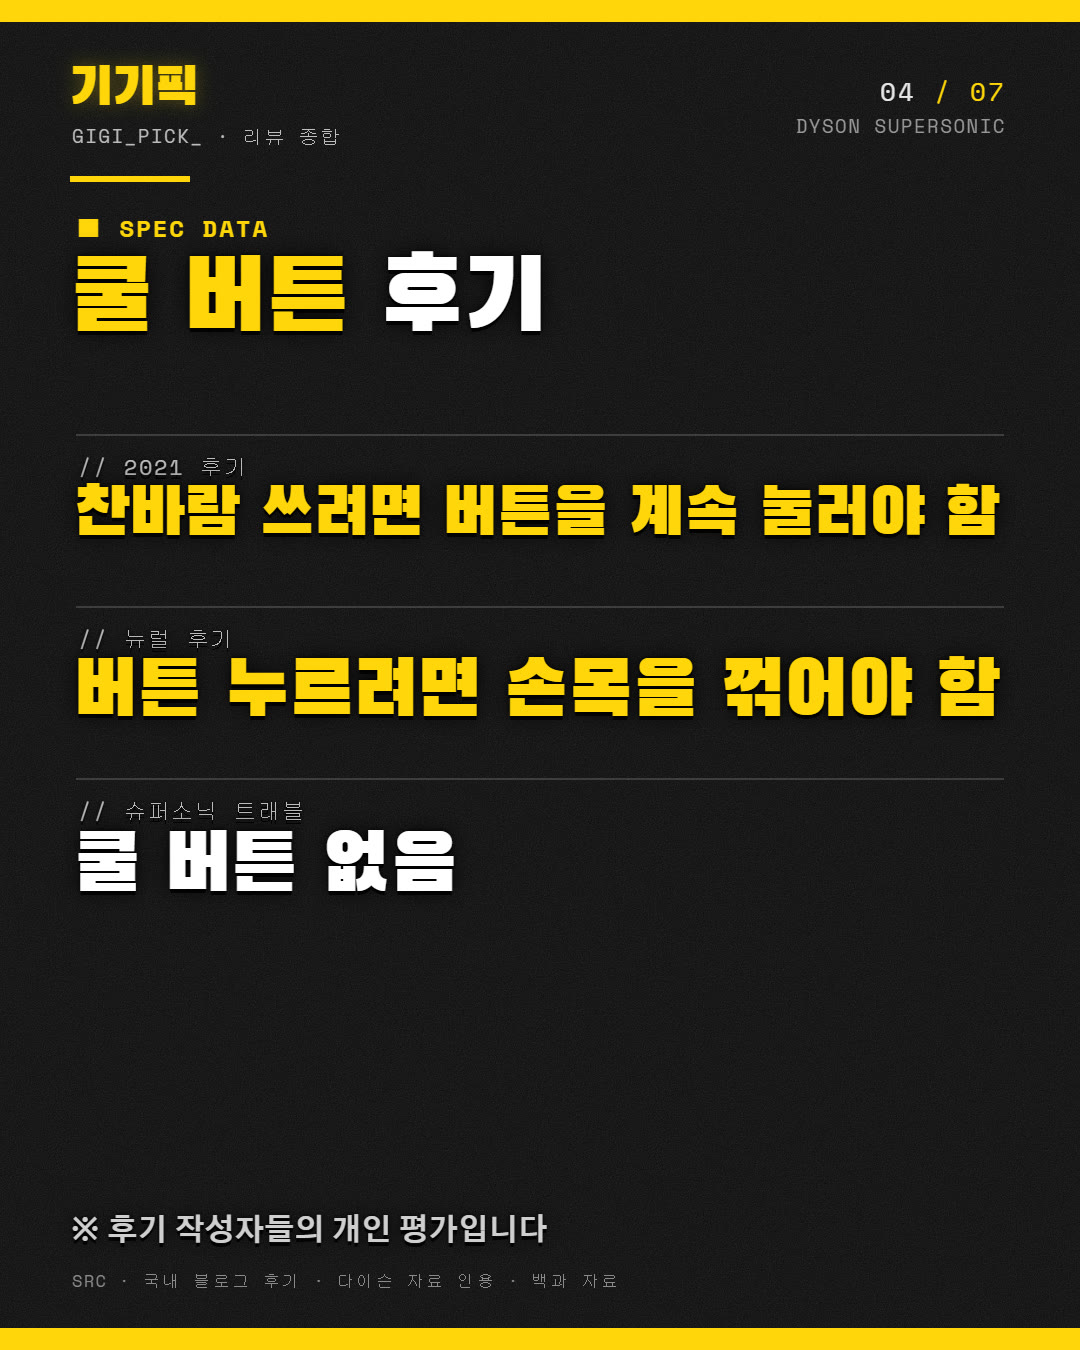 기기픽
GIGI_PICK_ · 리뷰 종합
04 / 07
DYSON SUPERSONIC
■ SPEC DATA
쿨 버튼 후기
// 2021 후기
찬바람 쓰려면 버튼을 계속 눌러야 함
// 뉴럴 후기
버튼 누르려면 손목을 꺾어야 함
// 슈퍼소닉 트래블
쿨 버튼 없음
※ 후기 작성자들의 개인 평가입니다
SRC · 국내 블로그 후기 · 다이슨 자료 인용 · 백과 자료